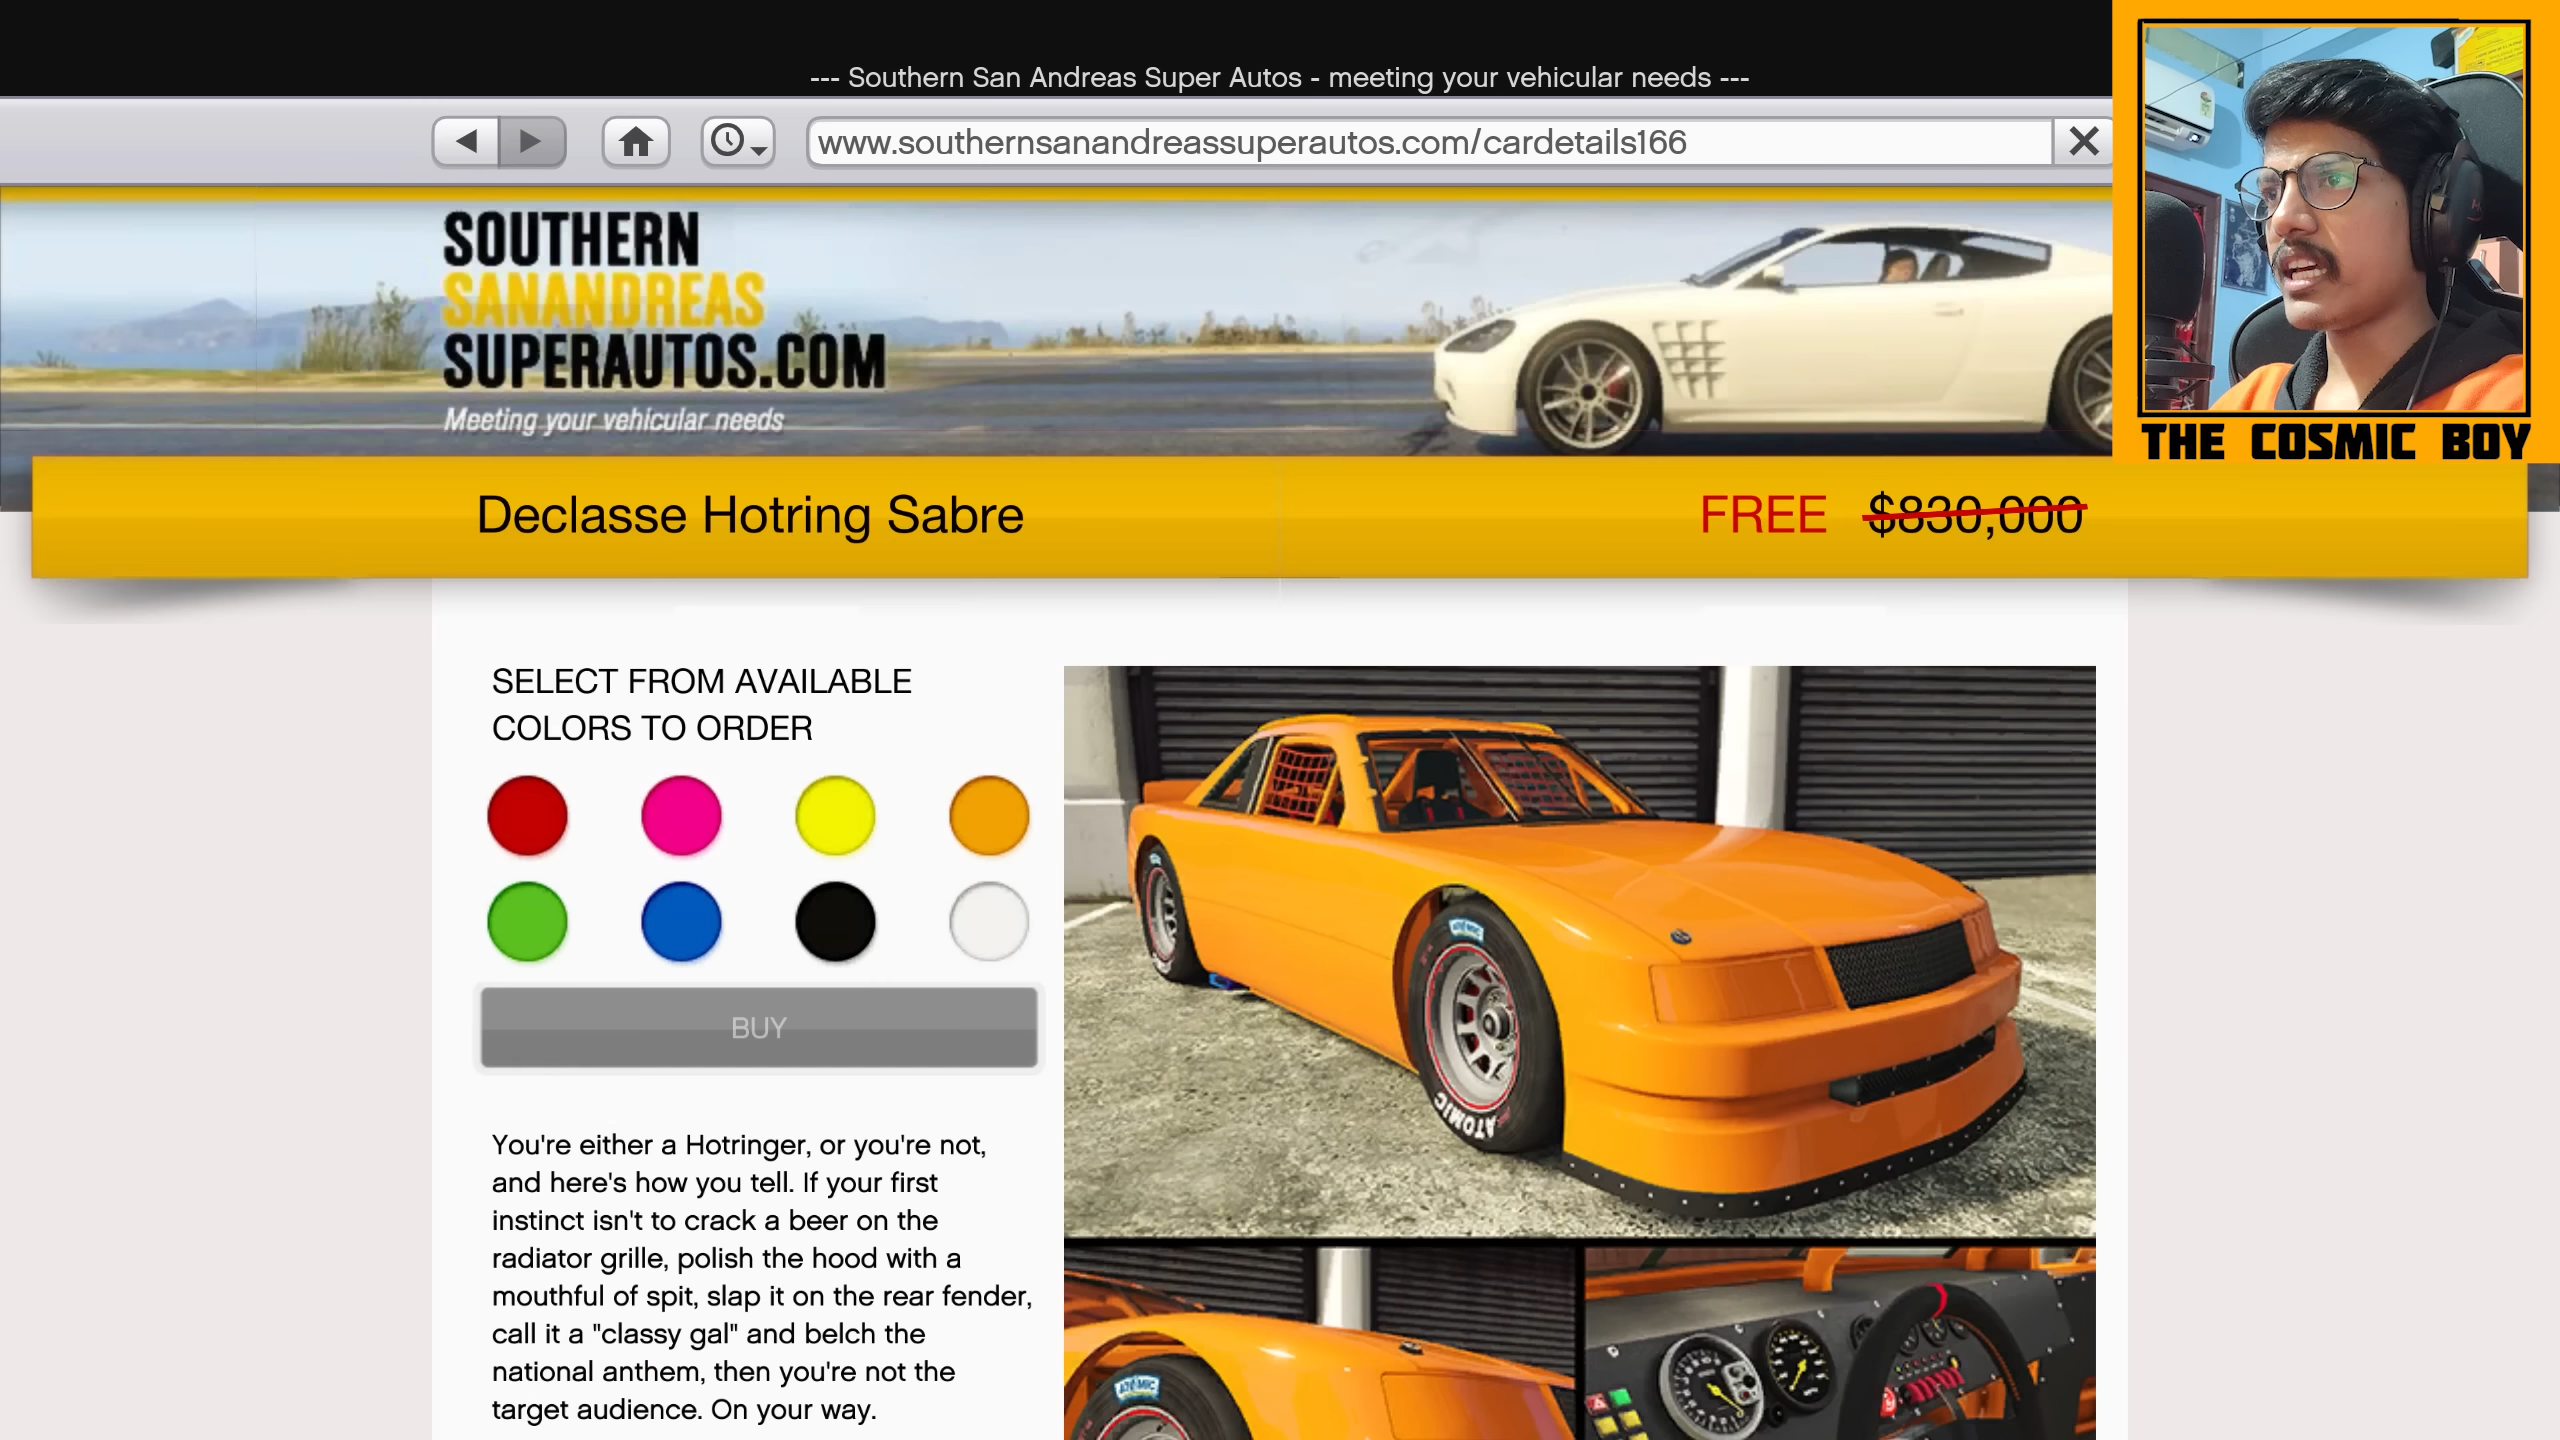 --- Southern San Andreas Super Autos - meeting your vehicular needs ---
www.southernsanandreassuperautos.com/cardetails166
SOUTHERN
SANANDREAS
SUPERAUTOS.COM
Meeting your vehicular needs
THE COSMIC BOY
Declasse Hotring Sabre
FREE $830,000
SELECT FROM AVAILABLE
COLORS TO ORDER
BUY
You're either a Hotringer, or you're not,
and here's how you tell. If your first
instinct isn't to crack a beer on the
radiator grille, polish the hood with a
mouthful of spit, slap it on the rear fender,
call it a "classy gal" and belch the
national anthem, then you're not the
target audience. On your way.
ATOMIC
ATOMIC
ATOMIC